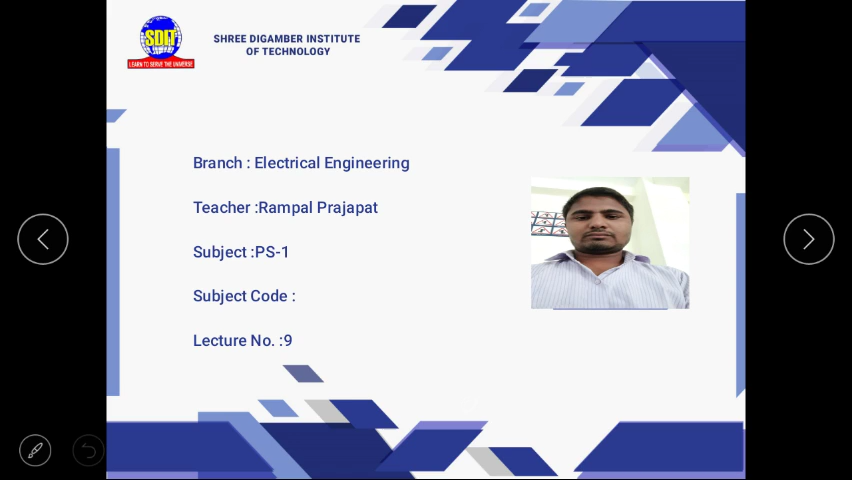 SDIT
LEARN TO SERVE THE UNIVERSE
SHREE DIGAMBER INSTITUTE
OF TECHNOLOGY
Branch : Electrical Engineering
Teacher :Rampal Prajapat
Subject :PS-1
Subject Code :
Lecture No. :9